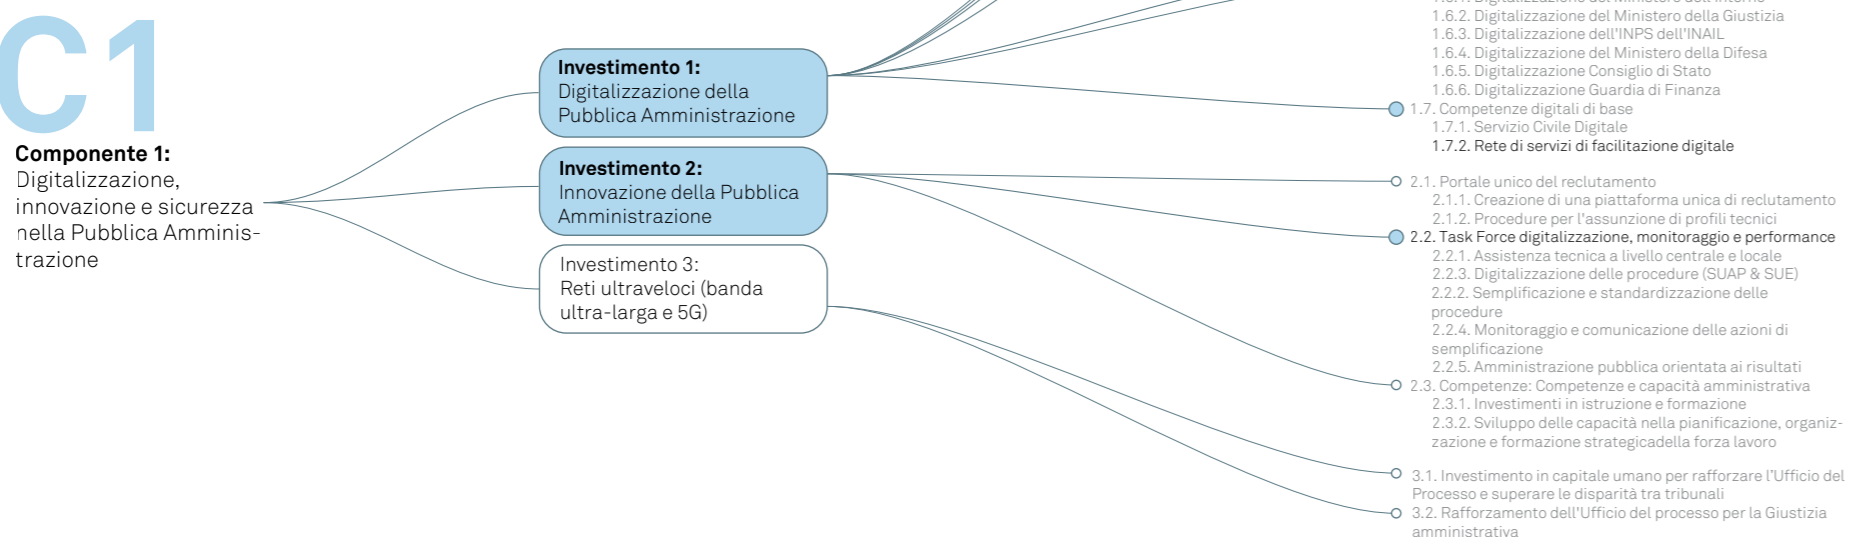 C1
Componente 1:
Digitalizzazione,
innovazione e sicurezza
nella Pubblica Amminis-
trazione
Investimento 1:
Digitalizzazione della
Pubblica Amministrazione
Investimento 2:
Innovazione della Pubblica
Amministrazione
Investimento 3:
Reti ultraveloci (banda
ultra-larga e 5G)
1.6.2. Digitalizzazione del Ministero della Giustizia
1.6.3. Digitalizzazione dell'INPS dell'INAIL
1.6.4. Digitalizzazione del Ministero della Difesa
1.6.5. Digitalizzazione Consiglio di Stato
1.6.6. Digitalizzazione Guardia di Finanza
1.7. Competenze digitali di base
1.7.1. Servizio Civile Digitale
1.7.2. Rete di servizi di facilitazione digitale
2.1. Portale unico del reclutamento
2.1.1. Creazione di una piattaforma unica di reclutamento
2.1.2. Procedure per l'assunzione di profili tecnici
2.2. Task Force digitalizzazione, monitoraggio e performance
2.2.1. Assistenza tecnica a livello centrale e locale
2.2.3. Digitalizzazione delle procedure (SUAP & SUE)
2.2.2. Semplificazione e standardizzazione delle
procedure
2.2.4. Monitoraggio e comunicazione delle azioni di
semplificazione
2.2.5. Amministrazione pubblica orientata ai risultati
2.3. Competenze: Competenze e capacità amministrativa
2.3.1. Investimenti in istruzione e formazione
2.3.2. Sviluppo delle capacità nella pianificazione, organiz-
zazione e formazione strategicadella forza lavoro
3.1. Investimento in capitale umano per rafforzare l'Ufficio del
Processo e superare le disparità tra tribunali
3.2. Rafforzamento dell'Ufficio del processo per la Giustizia
amministrativa